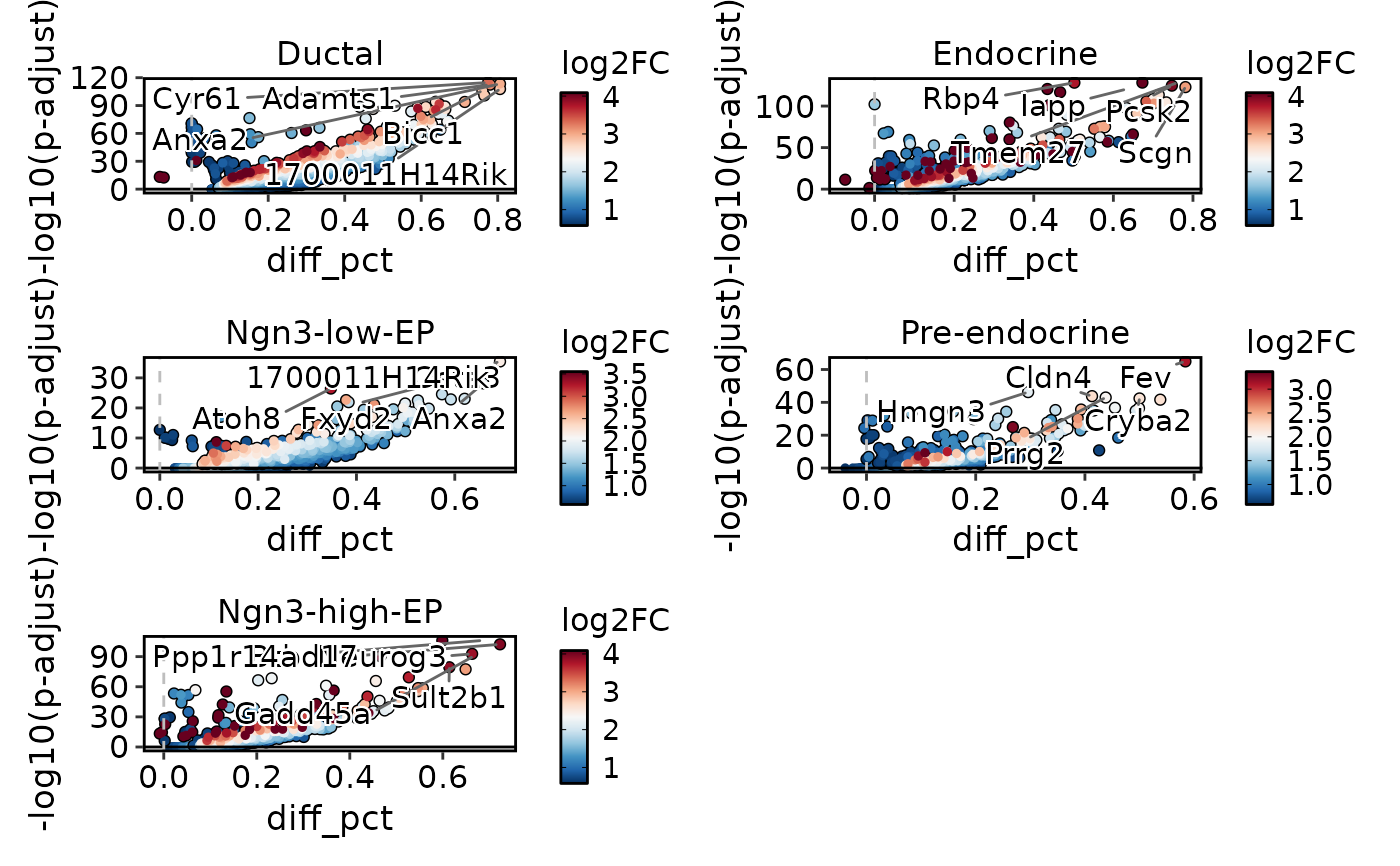 Ductal
-log10(p-adjust)
120
90
60
30
0
Cyr61
Adamts1
Anxa2
Bicc1
1700011H14Rik
0.0 0.2 0.4 0.6 0.8
diff_pct
log2FC
4
3
2
1
Endocrine
-log10(p-adjust)
100
50
0
Rbp4
Iapp
Pcsk2
Tmem27
Scgn
0.0 0.2 0.4 0.6 0.8
diff_pct
log2FC
4
3
2
1
Ngn3-low-EP
-log10(p-adjust)
30
20
10
0
1700011H14Rik
Atoh8
Fxyd2
Anxa2
0.0 0.2 0.4 0.6
diff_pct
log2FC
3.5
3.0
2.5
2.0
1.5
1.0
Pre-endocrine
-log10(p-adjust)
60
40
20
0
Cldn4
Fev
Hmgn3
Cryba2
Prrg2
0.0 0.2 0.4 0.6
diff_pct
log2FC
3.0
2.5
2.0
1.5
1.0
Ngn3-high-EP
-log10(p-adjust)
90
60
30
0
Ppp1r14a
Neurog3
Sult2b1
Gadd45a
0.0 0.2 0.4 0.6
diff_pct
log2FC
4
3
2
1